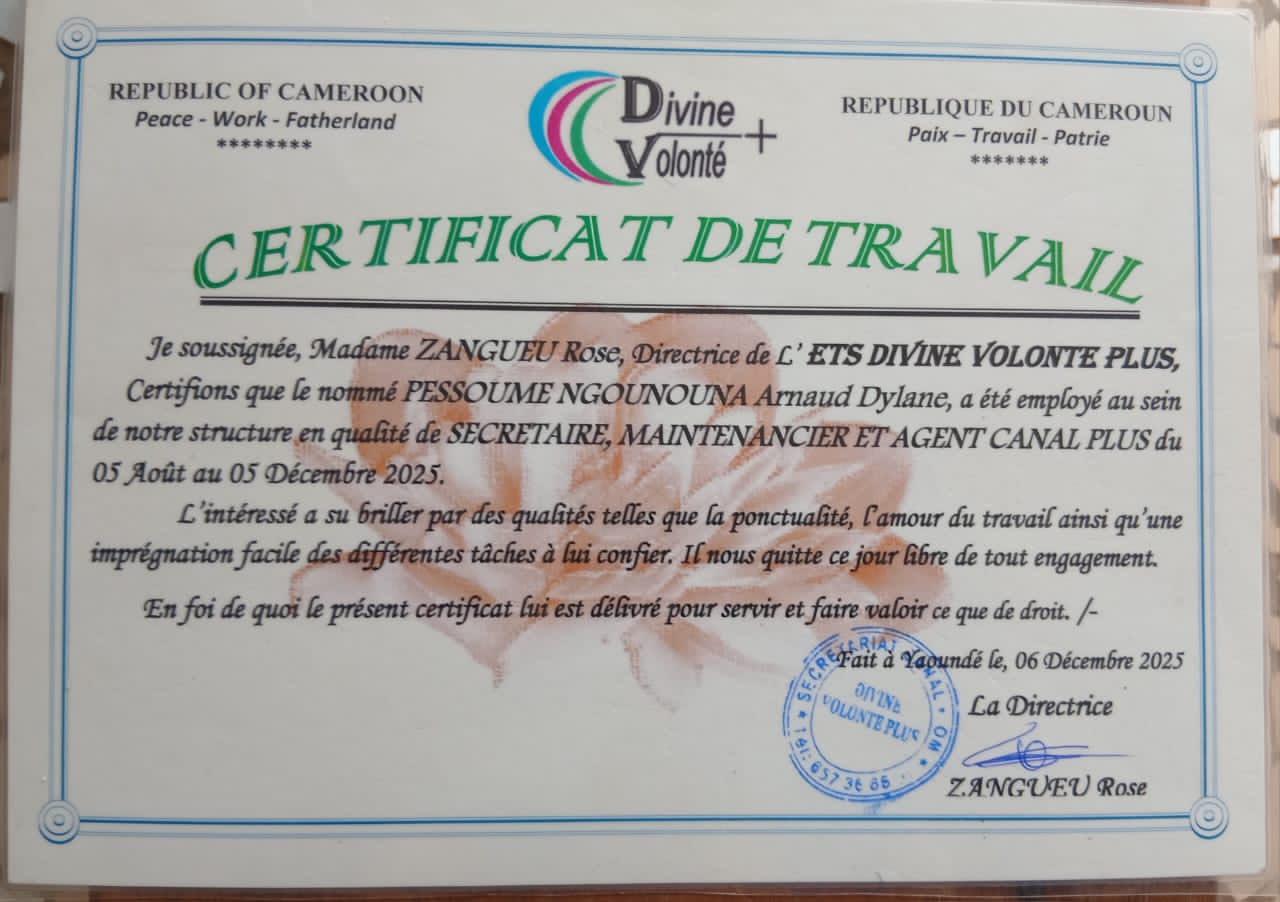 REPUBLIC OF CAMEROON
Peace - Work - Fatherland
********
Divine
Volonté +
REPUBLIQUE DU CAMEROUN
Paix – Travail - Patrie
*******
CERTIFICAT DE TRAVAIL
Je soussignée, Madame ZANGUEU Rose, Directrice de L' ETS DIVINE VOLONTE PLUS,
Certifions que le nommé PESSOUME NGOUNOUNA Arnaud Dylane, a été employé au sein
de notre structure en qualité de SECRETAIRE, MAINTENANCIER ET AGENT CANAL PLUS du
05 Août au 05 Décembre 2025.
L'intéressé a su briller par des qualités telles que la ponctualité, l'amour du travail ainsi qu'une
imprégnation facile des différentes tâches à lui confier. Il nous quitte ce jour libre de tout engagement.
En foi de quoi le présent certificat lui est délivré pour servir et faire valoir ce que de droit. /-
Fait à Yaoundé le, 06 Décembre 2025
La Directrice
ZANGUEU Rose
SECRETARIAT
OM
DIVINE
VOLONTE PLUS